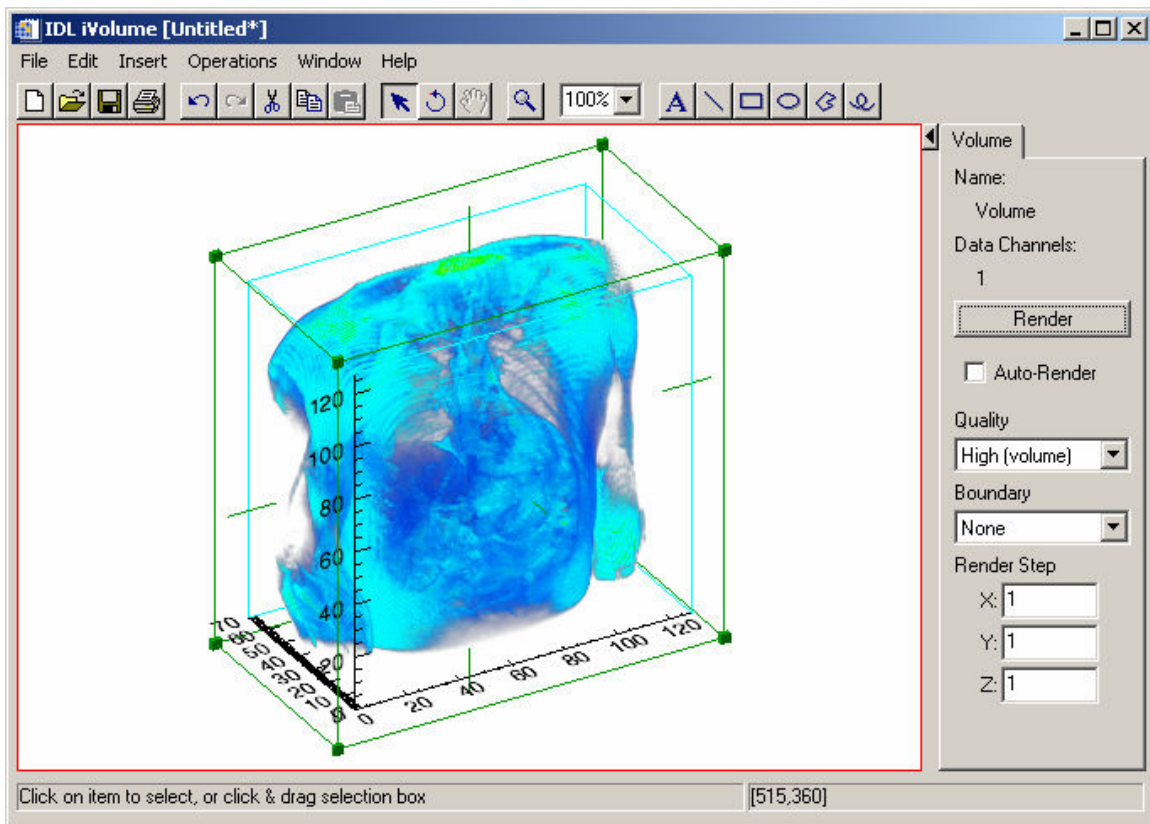 IDL iVolume [Untitled*]
File Edit Insert Operations Window Help
100%
A
Volume
Name:
Volume
Data Channels:
1
Render
Auto-Render
Quality
High (volume)
Boundary
None
Render Step
X: 1
Y: 1
Z: 1
120
100
80
60
40
20
0
70
60
50
40
30
20
10
0
0 20 40 60 80 100 120
Click on item to select, or click & drag selection box [515,360]